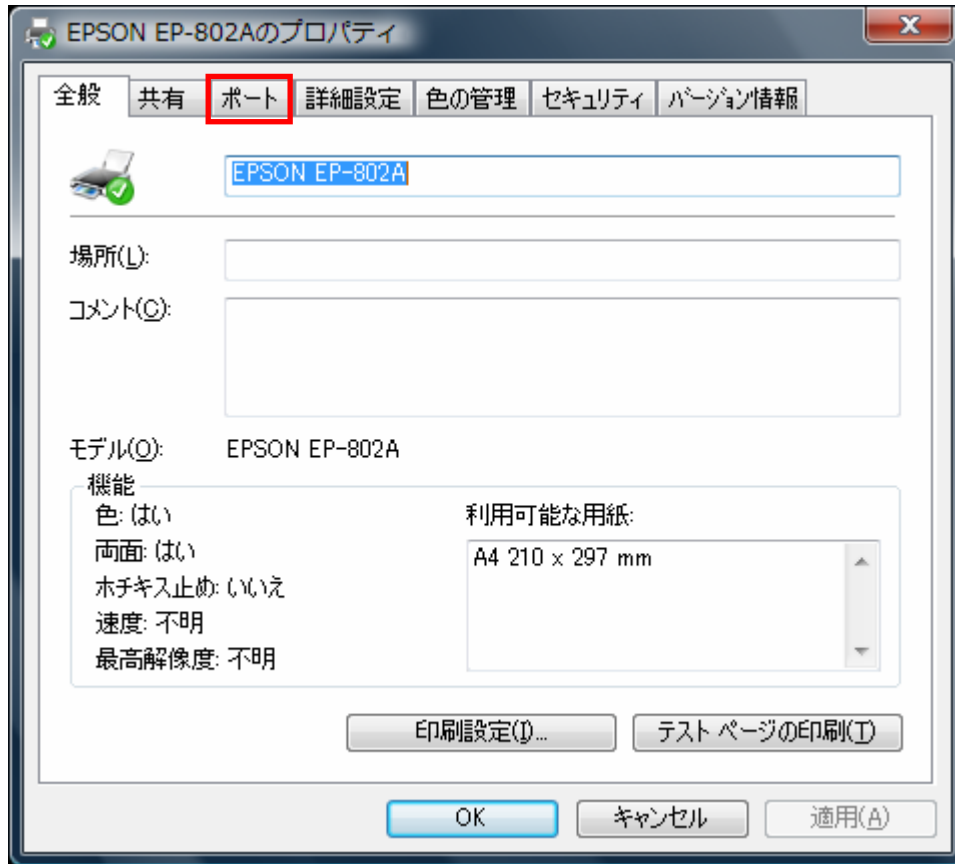 EPSON EP-802Aのプロパティ
全般 共有 ポート 詳細設定 色の管理 セキュリティ バージョン情報
EPSON EP-802A
場所(L):
コメント(C):
モデル(O): EPSON EP-802A
機能
色: はい
両面: はい
ホチキス止め: いいえ
速度: 不明
最高解像度: 不明
利用可能な用紙:
A4 210 x 297 mm
印刷設定(I)... テスト ページの印刷(T)
OK キャンセル 適用(A)